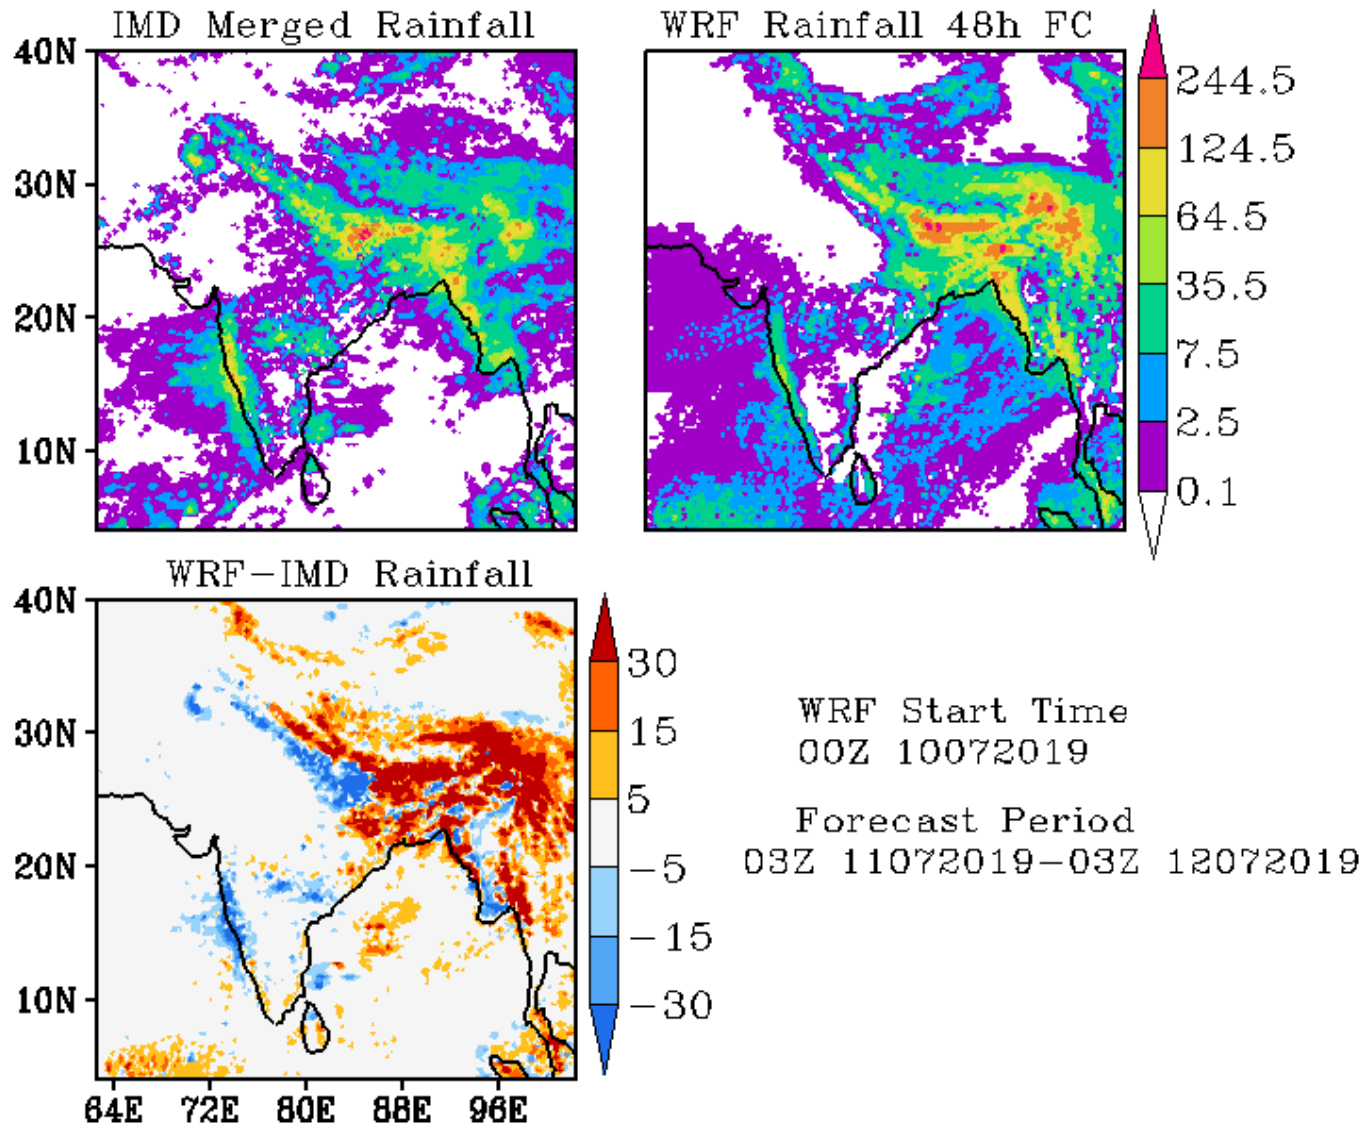 IMD Merged Rainfall
WRF Rainfall 48h FC
40N
30N
20N
10N
244.5
124.5
64.5
35.5
7.5
2.5
0.1
WRF-IMD Rainfall
40N
30N
20N
10N
64E 72E 80E 88E 96E
30
15
5
-5
-15
-30
WRF Start Time
00Z 10072019
Forecast Period
03Z 11072019-03Z 12072019